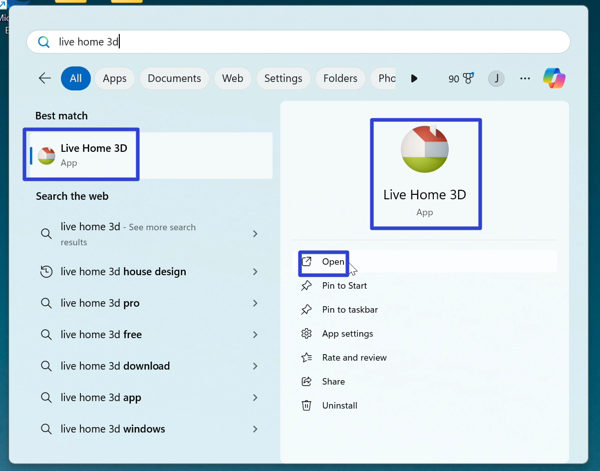 Mic
E
live home 3d
All
Apps
Documents
Web
Settings
Folders
Pho
90
J
Best match
Live Home 3D
App
Search the web
live home 3d - See more search
results
live home 3d house design
live home 3d pro
live home 3d free
live home 3d download
live home 3d app
live home 3d windows
Live Home 3D
App
Open
Pin to Start
Pin to taskbar
App settings
Rate and review
Share
Uninstall